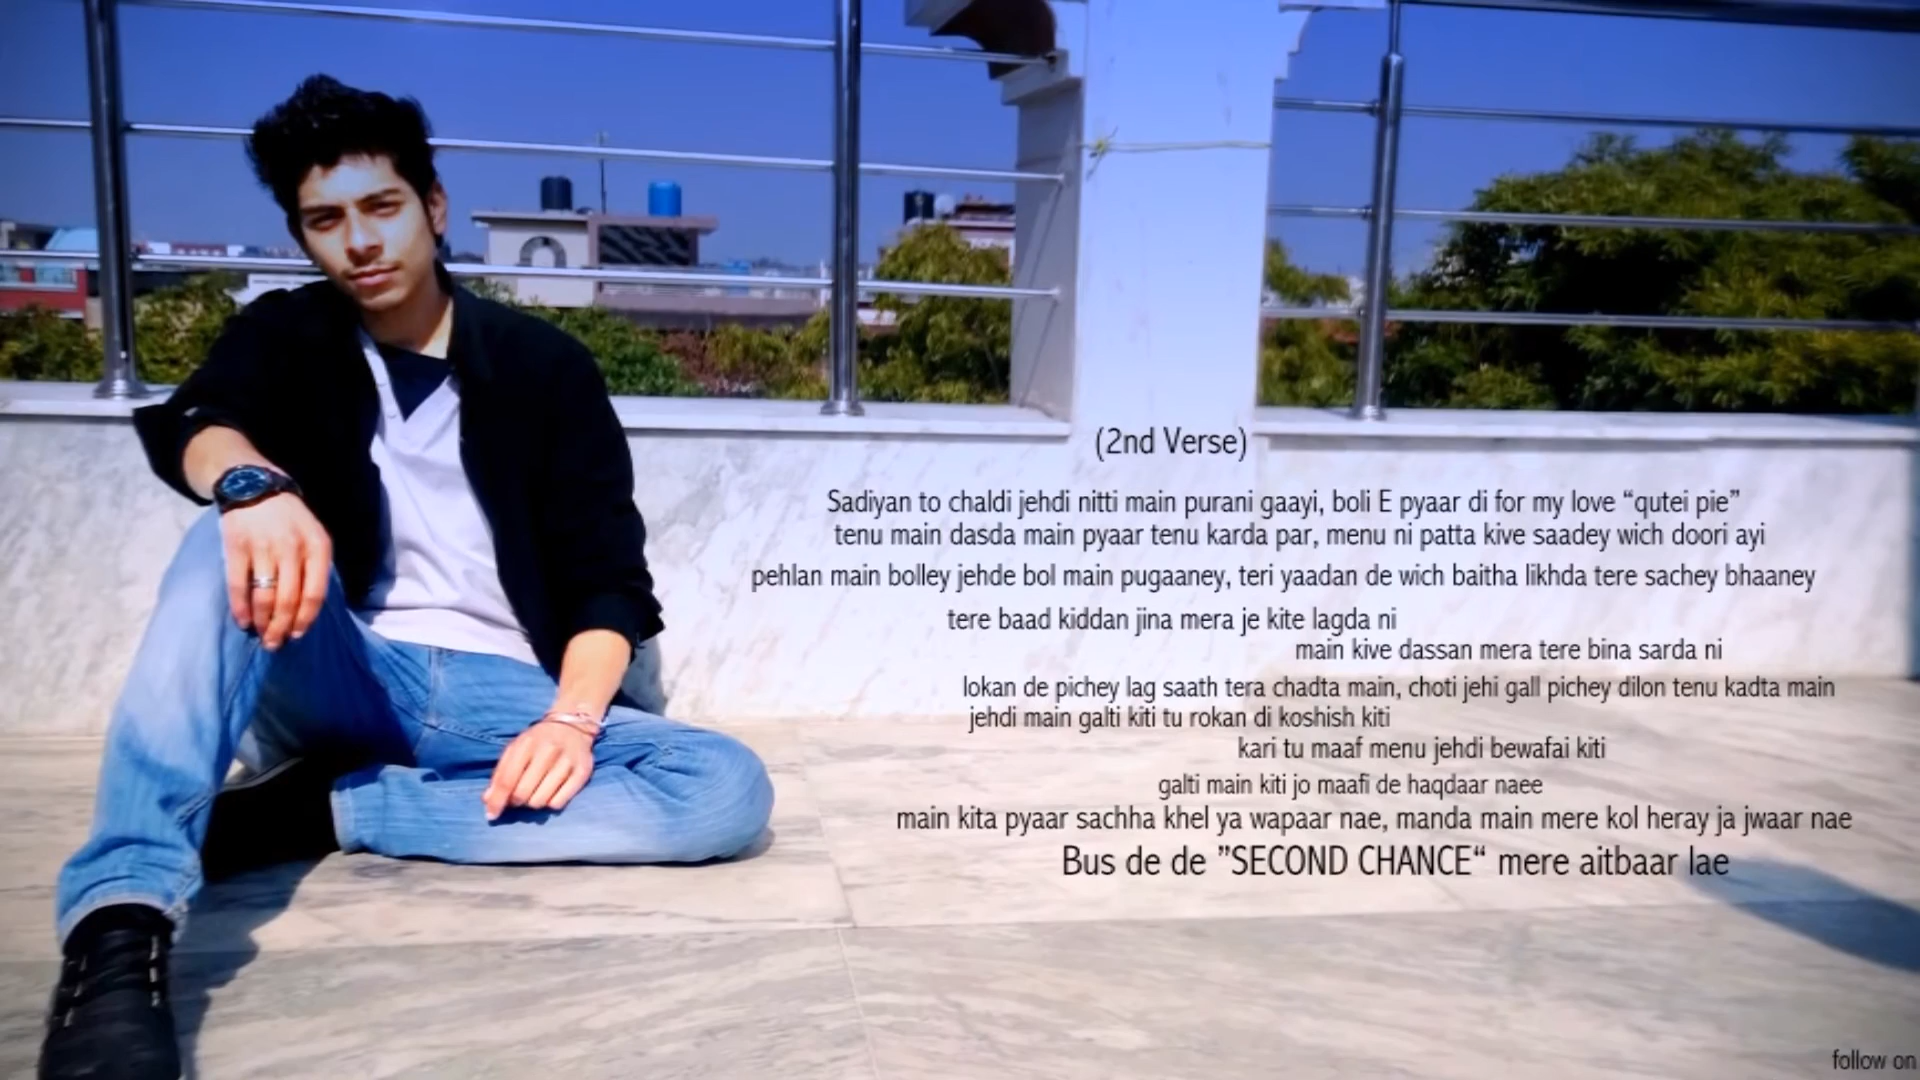 (2nd Verse)
Sadiyan to chaldi jehdi nitti main purani gaayi, boli E pyaar di for my love “qutei pie”
tenu main dasda main pyaar tenu karda par, menu ni patta kive saadey wich doori ayi
pehlan main bolley jehde bol main pugaaney, teri yaadan de wich baitha likhda tere sachey bhaaney
tere baad kiddan jina mera je kite lagda ni
main kive dassan mera tere bina sarda ni
lokan de pichey lag saath tera chadta main, choti jehi gall pichey dilon tenu kadta main
jehdi main galti kiti tu rokan di koshish kiti
kari tu maaf menu jehdi bewafai kiti
galti main kiti jo maafi de haqdaar naee
main kita pyaar sachha khel ya wapaar nae, manda main mere kol heray ja jwaar nae
Bus de de ”SECOND CHANCE“ mere aitbaar lae
follow on